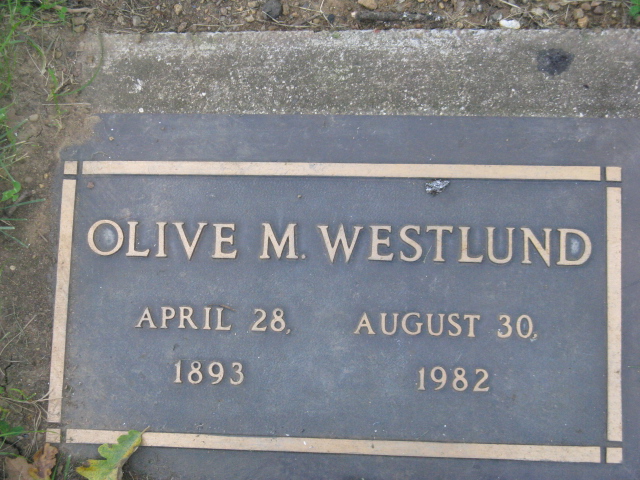 OLIVE M. WESTLUND
APRIL 28, AUGUST 30,
1893 1982